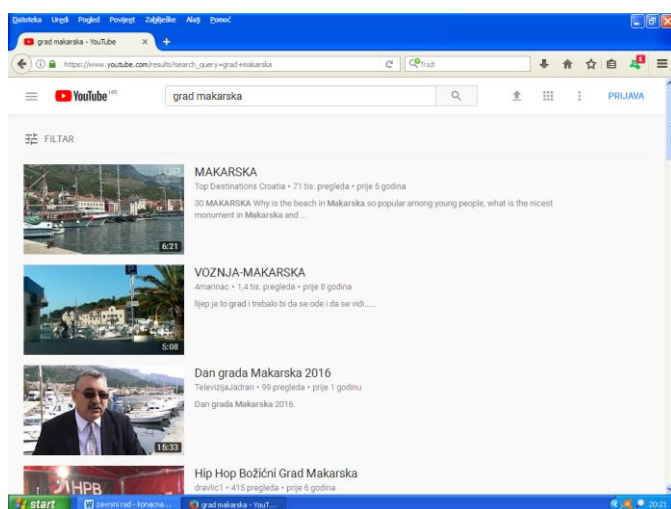 Datoteka Uredi Pogled Povijest Zabilješke Alati Pomoć
grad makarska - YouTube
https://www.youtube.com/results?search_query=grad+makarska
Traži
YouTube HR
grad makarska
PRIJAVA
FILTAR
MAKARSKA
Top Destinations Croatia • 71 tis. pregleda • prije 5 godina
30 MAKARSKA Why is the beach in Makarska so popular among young people, what is the nicest
monument in Makarska and ...
6:21
VOZNJA-MAKARSKA
4marinac • 1,4 tis. pregleda • prije 8 godina
lijep je to grad i trebalo bi da se ode i da se vidi......
5:08
Dan grada Makarska 2016
TelevizijaJadran • 99 pregleda • prije 1 godinu
Dan grada Makarska 2016.
15:33
Hip Hop Božićni Grad Makarska
dravlic1 • 415 pregleda • prije 6 godina
HPB
start
zavrsni rad - konacna...
grad makarska - YouT...
20:21